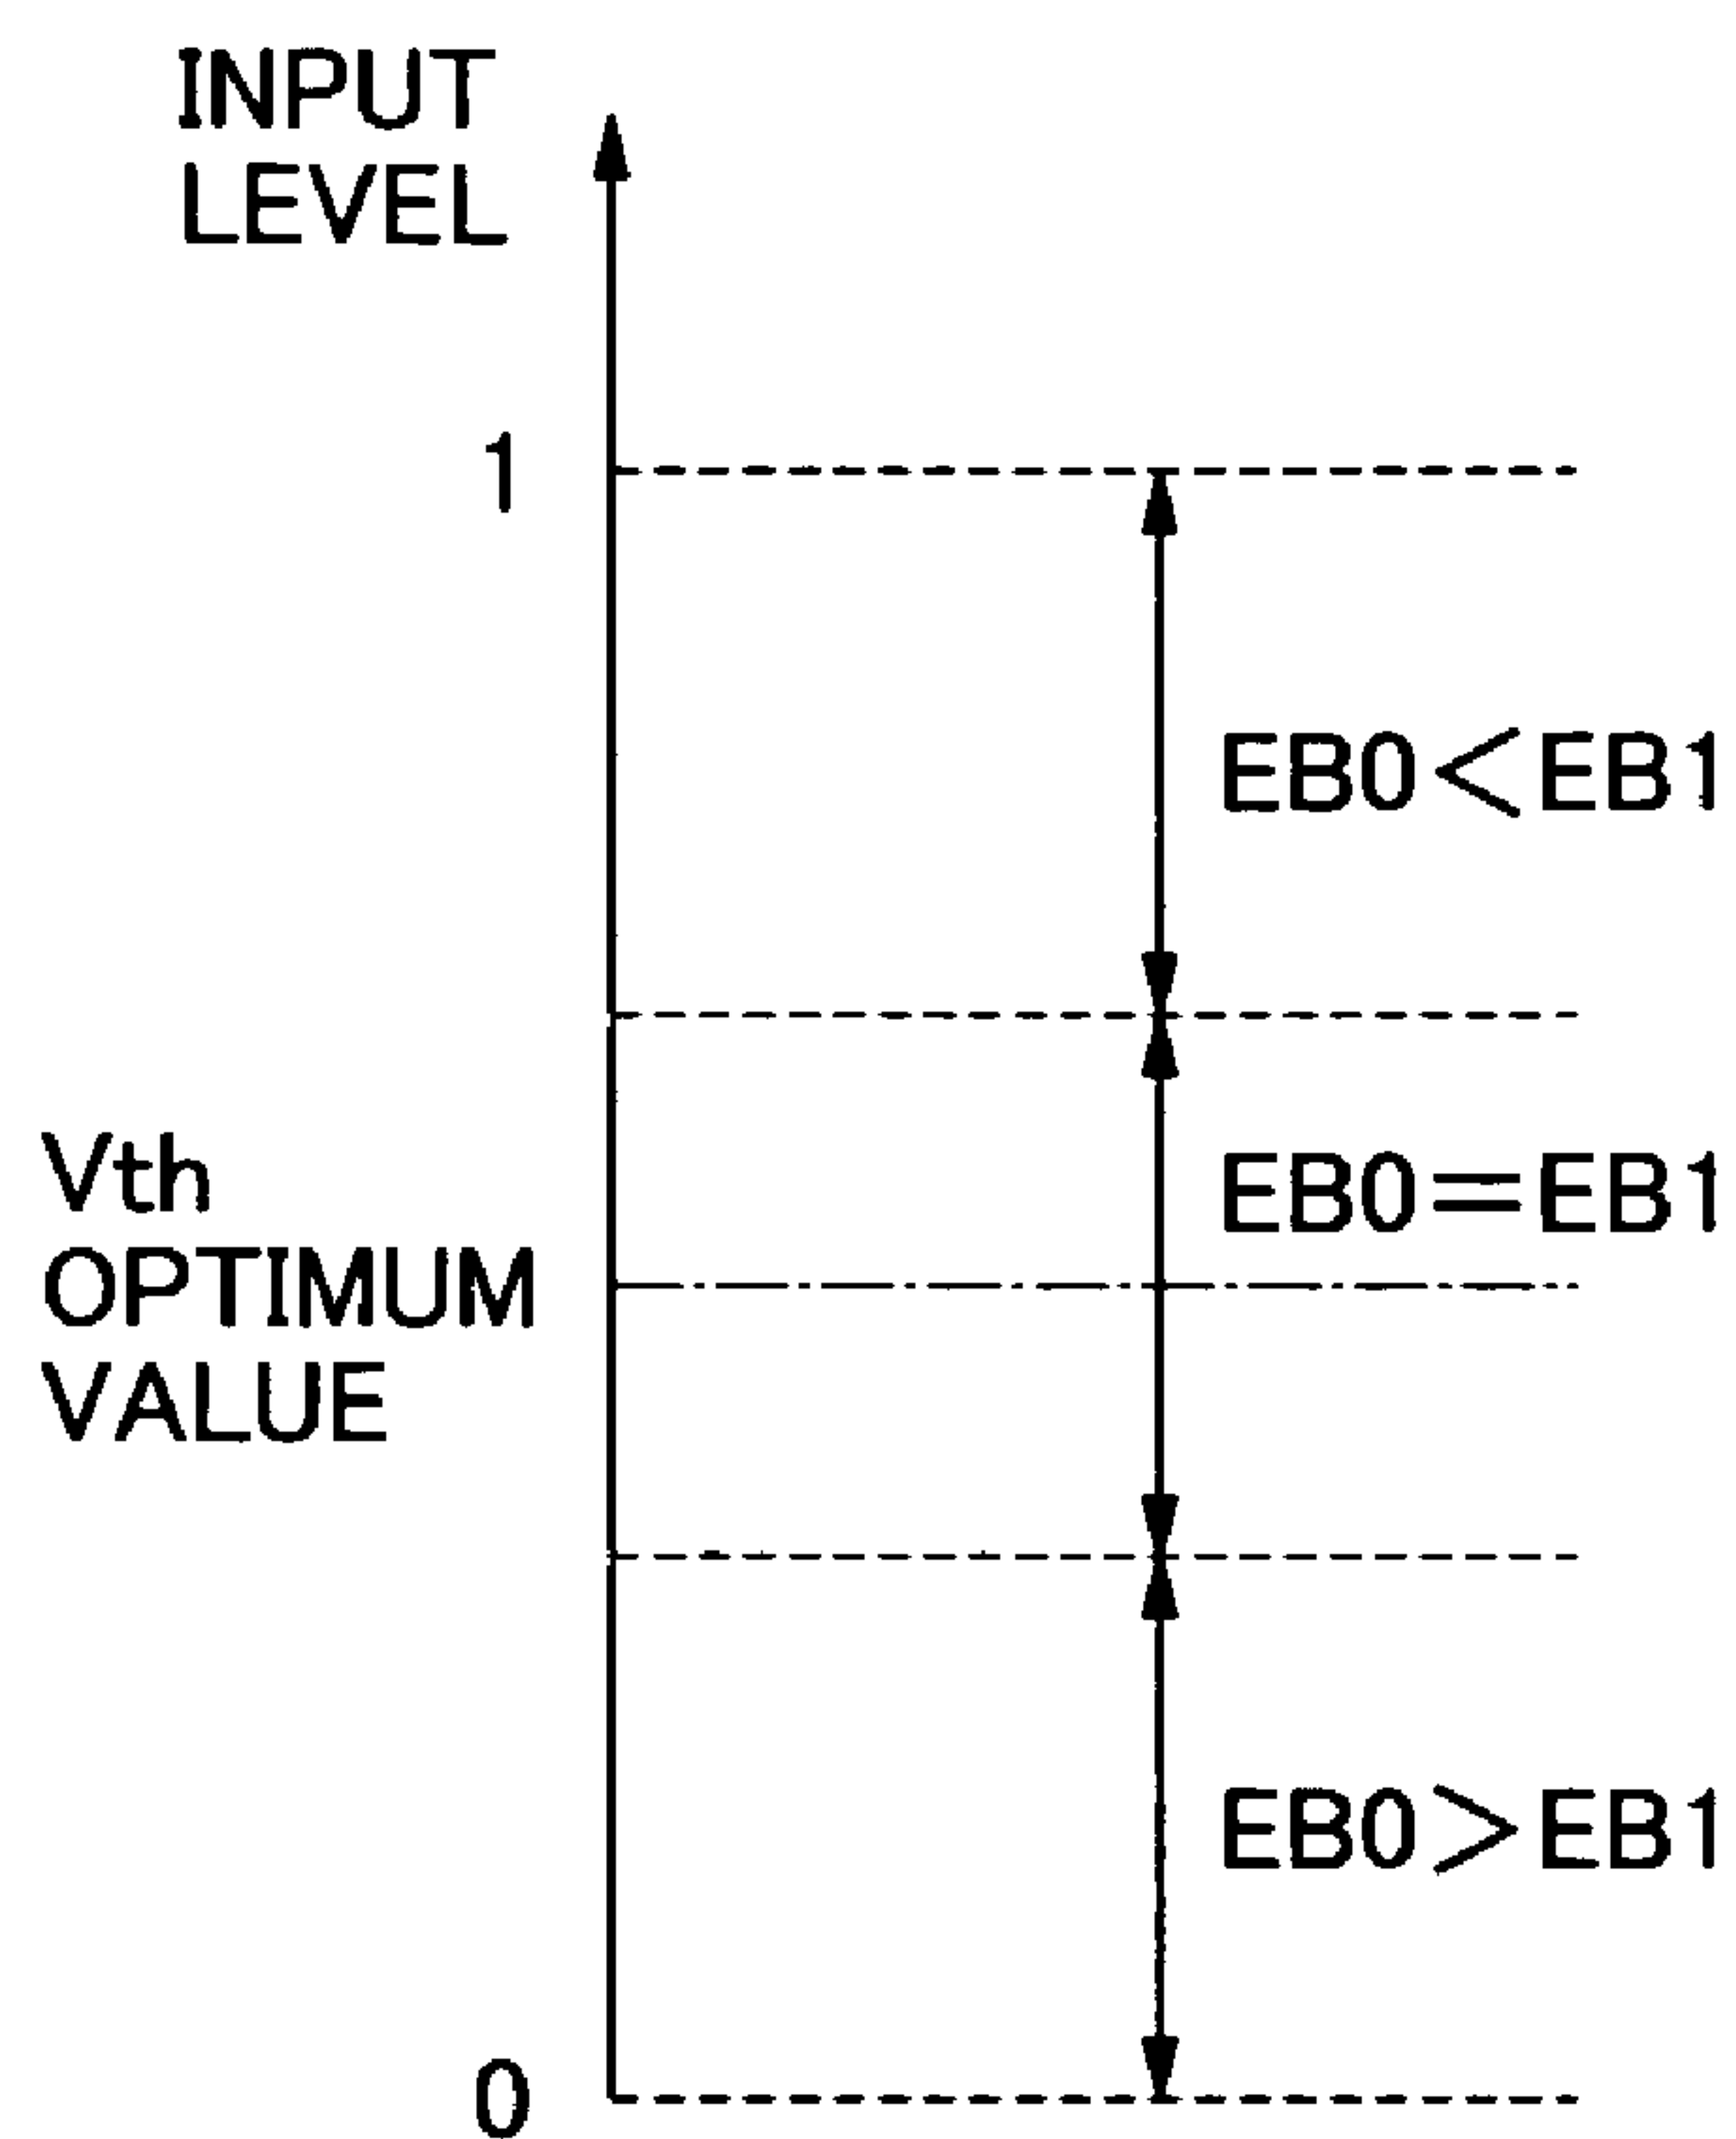 INPUT
LEVEL
1
EB0<EB1
Vth
OPTIMUM
VALUE
EB0=EB1
EB0>EB1
0